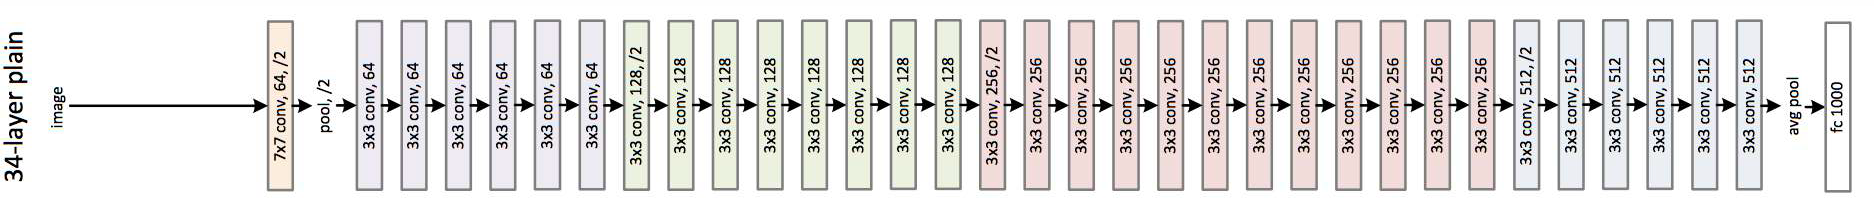 34-layer plain
image
7x7 conv, 64, /2
pool, /2
3x3 conv, 64
3x3 conv, 64
3x3 conv, 64
3x3 conv, 64
3x3 conv, 64
3x3 conv, 64
3x3 conv, 128, /2
3x3 conv, 128
3x3 conv, 128
3x3 conv, 128
3x3 conv, 128
3x3 conv, 128
3x3 conv, 128
3x3 conv, 128
3x3 conv, 256, /2
3x3 conv, 256
3x3 conv, 256
3x3 conv, 256
3x3 conv, 256
3x3 conv, 256
3x3 conv, 256
3x3 conv, 256
3x3 conv, 256
3x3 conv, 256
3x3 conv, 256
3x3 conv, 256
3x3 conv, 512, /2
3x3 conv, 512
3x3 conv, 512
3x3 conv, 512
3x3 conv, 512
3x3 conv, 512
avg pool
fc 1000